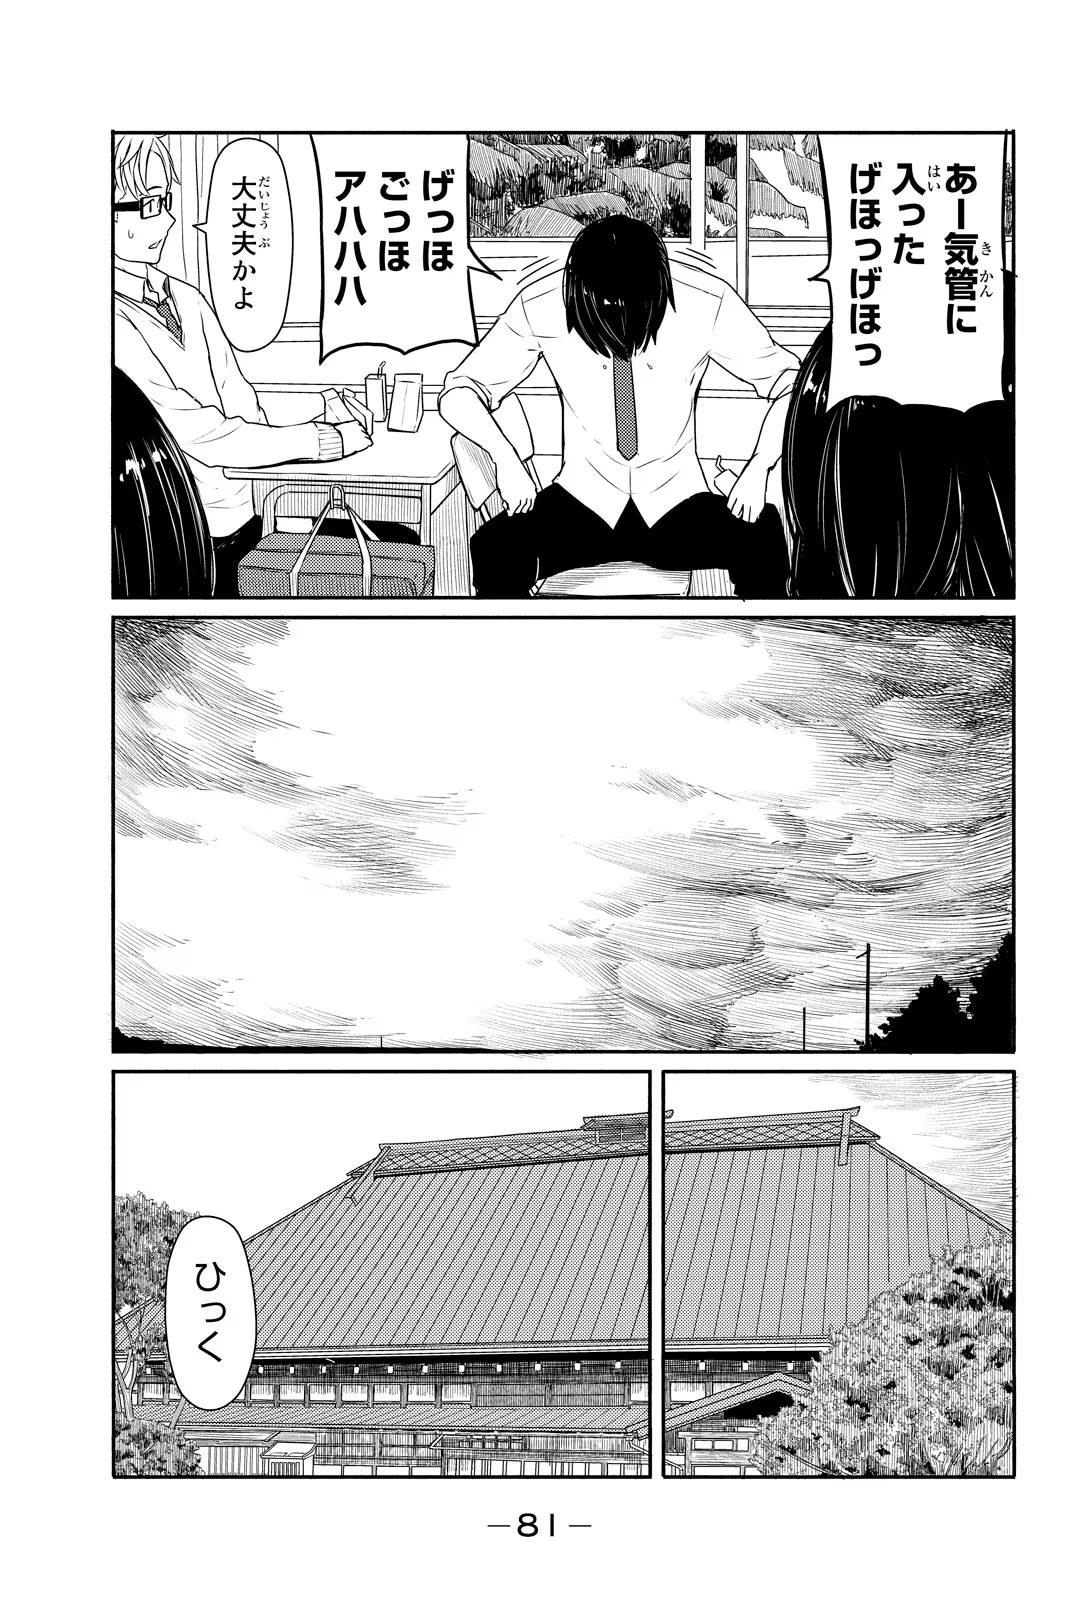 あー気管に
入った
げほっげほっ
げっほ
ごっほ
アハハハ
大丈夫かよ
ひっく
—81—